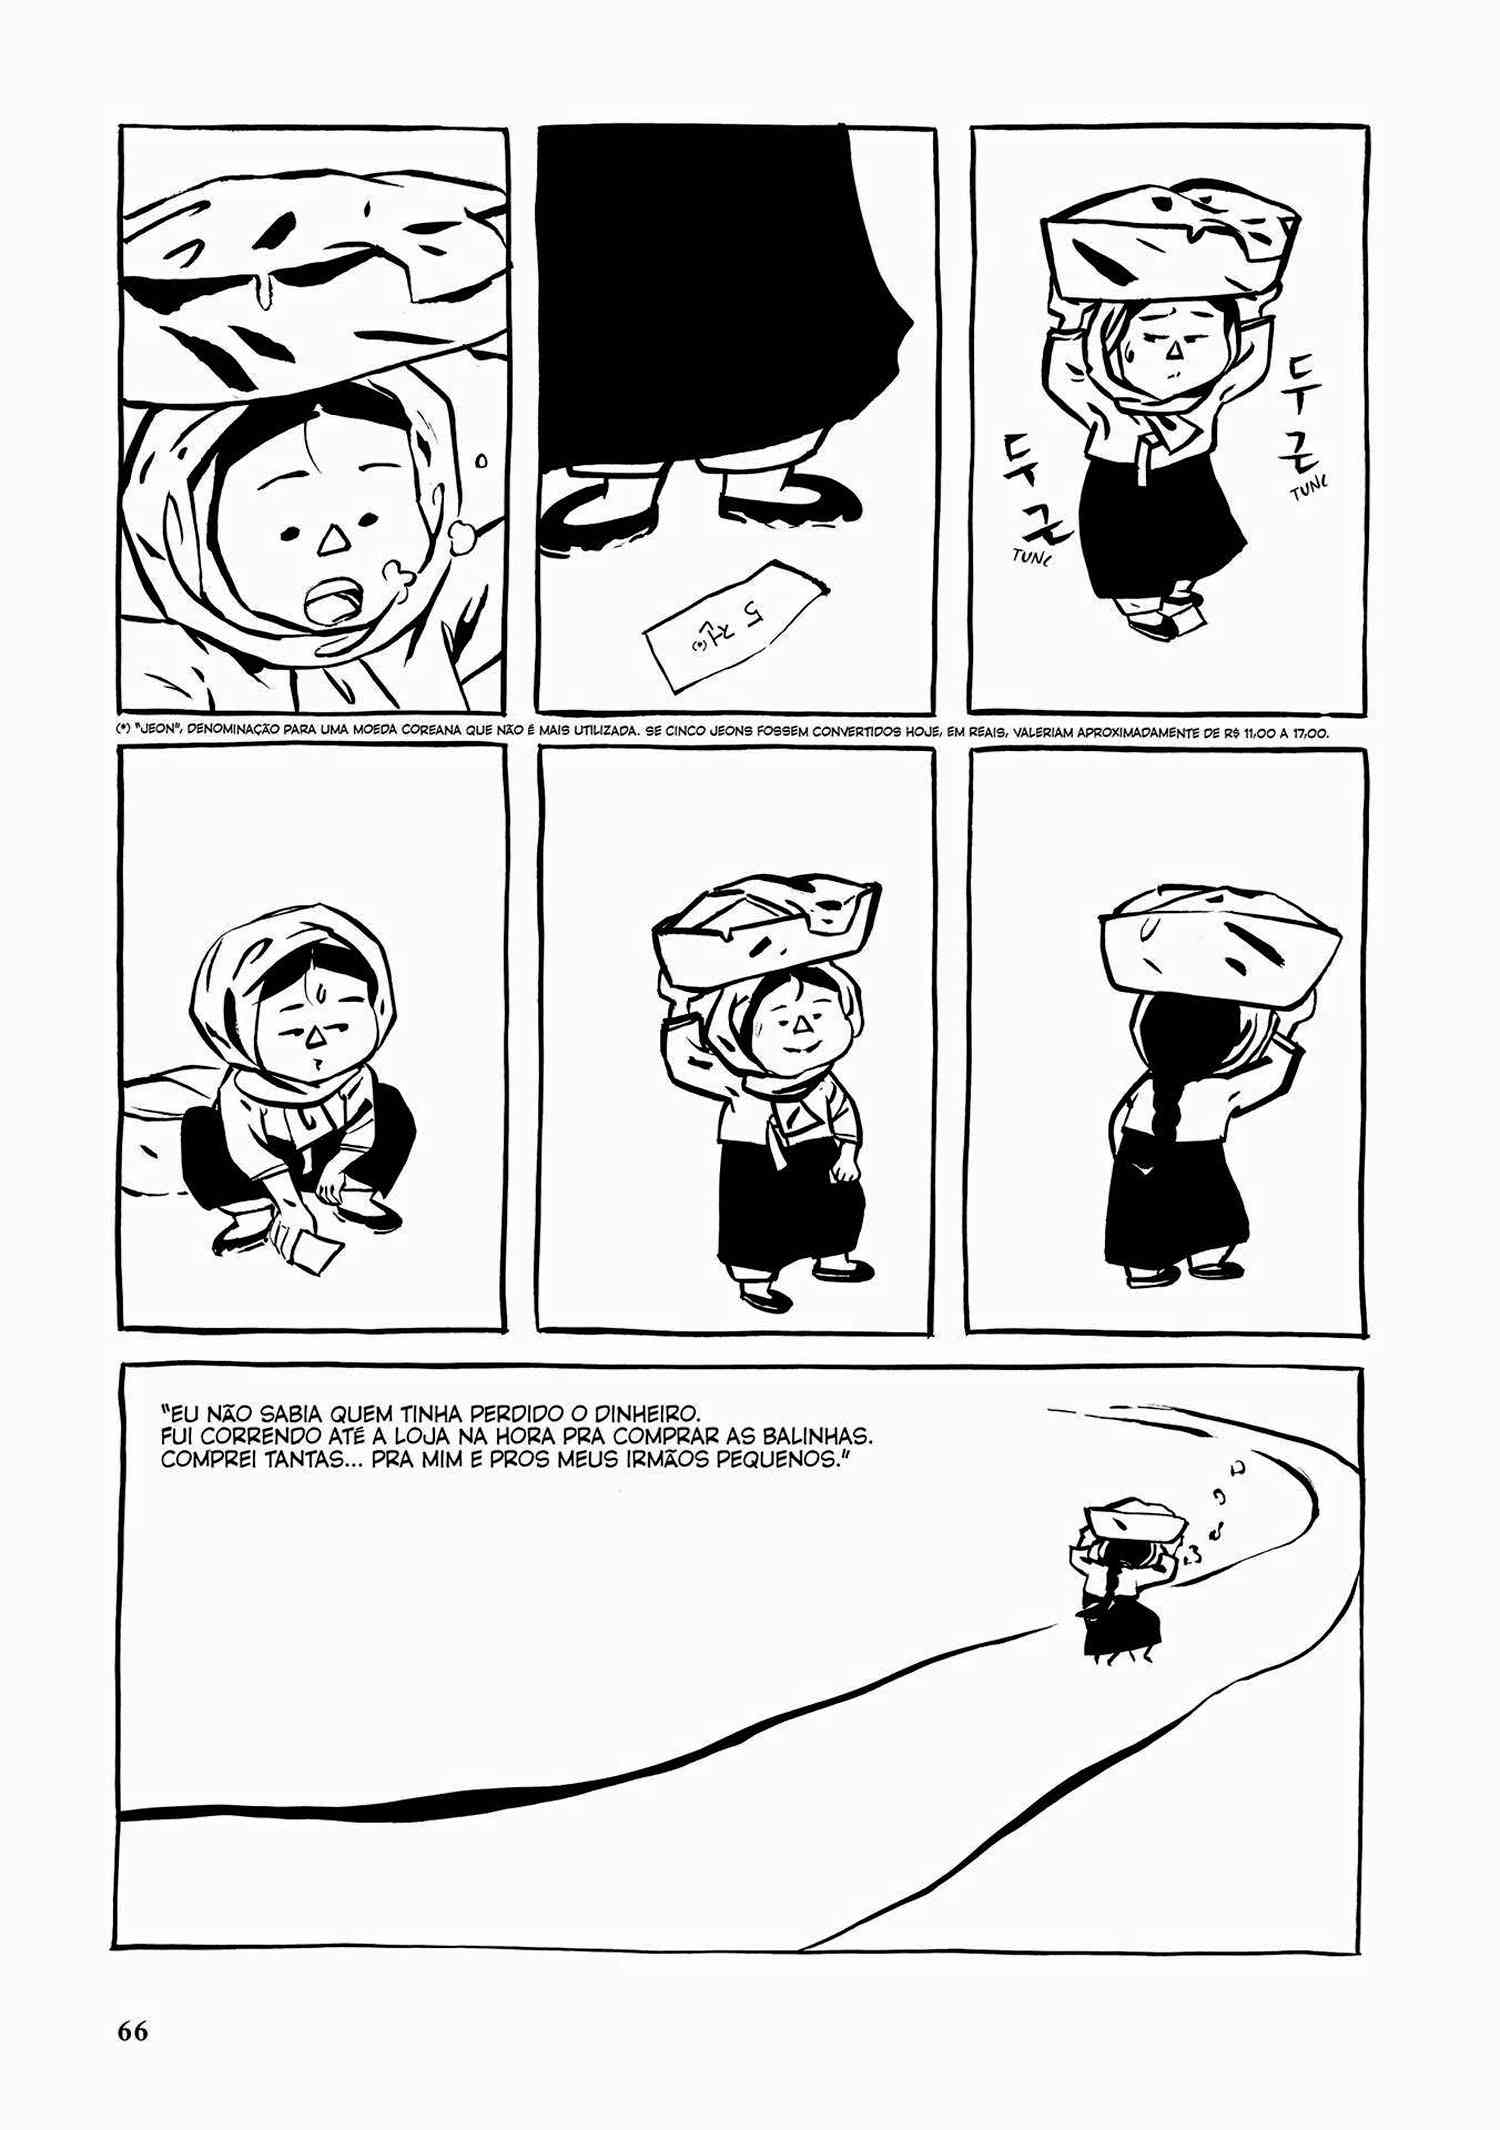 5 전(*)
두
근
TUNC
두
근
TUNC
(*) "JEON", DENOMINAÇÃO PARA UMA MOEDA COREANA QUE NÃO É MAIS UTILIZADA. SE CINCO JEONS FOSSEM CONVERTIDOS HOJE, EM REAIS, VALERIAM APROXIMADAMENTE DE R$ 11,00 A 17,00.
"EU NÃO SABIA QUEM TINHA PERDIDO O DINHEIRO.
FUI CORRENDO ATÉ A LOJA NA HORA PRA COMPRAR AS BALINHAS.
COMPREI TANTAS... PRA MIM E PROS MEUS IRMÃOS PEQUENOS."
66